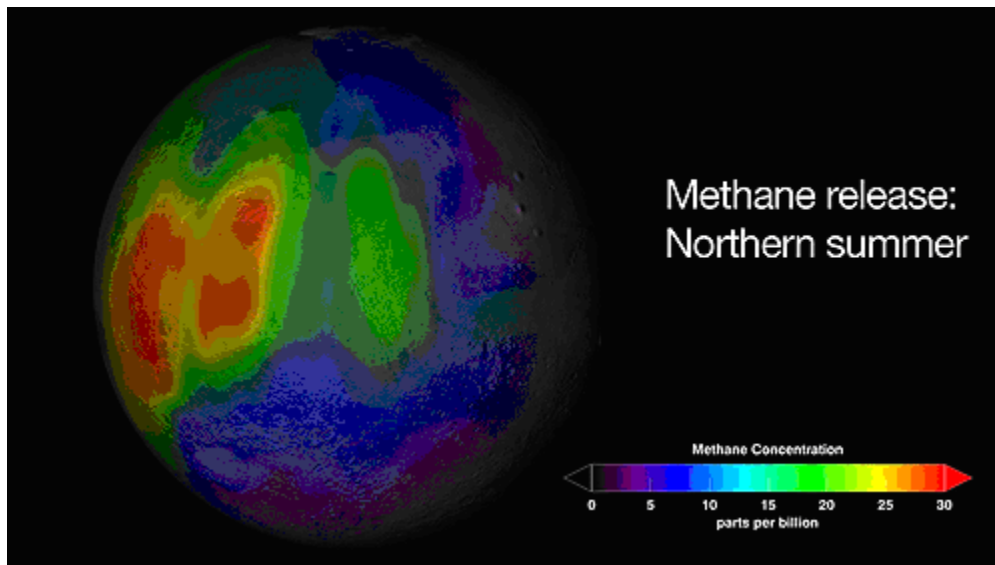 Methane release:
Northern summer
Methane Concentration
0 5 10 15 20 25 30
parts per billion